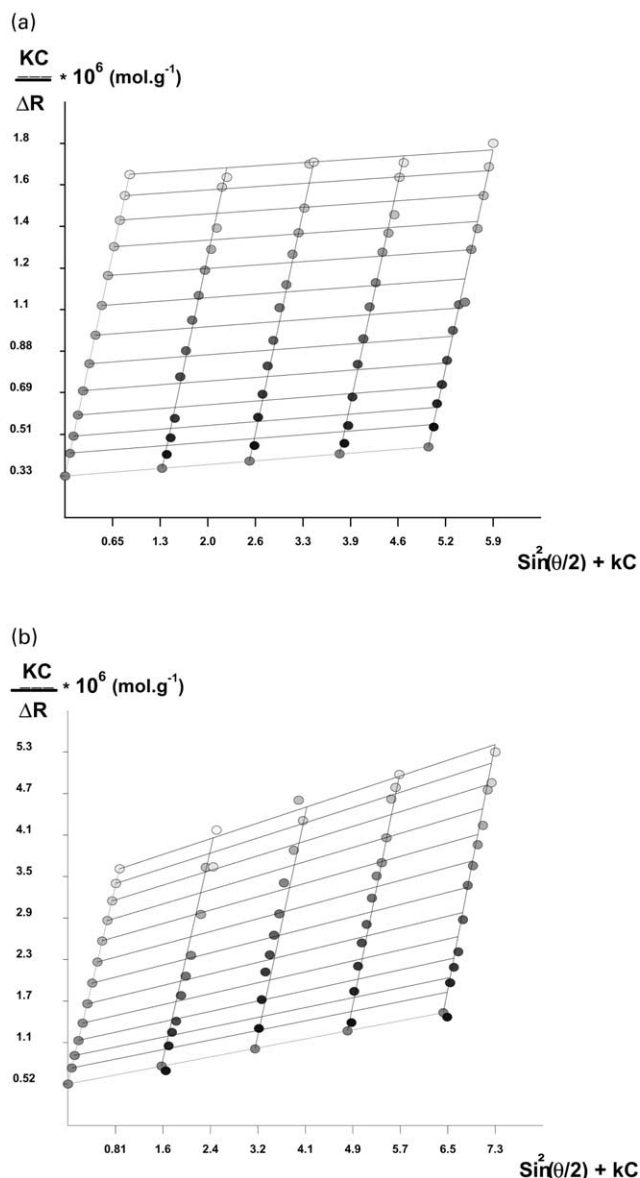 (a)
KC
* 10⁶ (mol.g⁻¹)
ΔR
1.8
1.6
1.4
1.2
1.1
0.88
0.69
0.51
0.33
0.65 1.3 2.0 2.6 3.3 3.9 4.6 5.2 5.9
Sin²(θ/2) + kC
(b)
KC
* 10⁶ (mol.g⁻¹)
ΔR
5.3
4.7
4.1
3.5
2.9
2.3
1.7
1.1
0.52
0.81 1.6 2.4 3.2 4.1 4.9 5.7 6.5 7.3
Sin²(θ/2) + kC